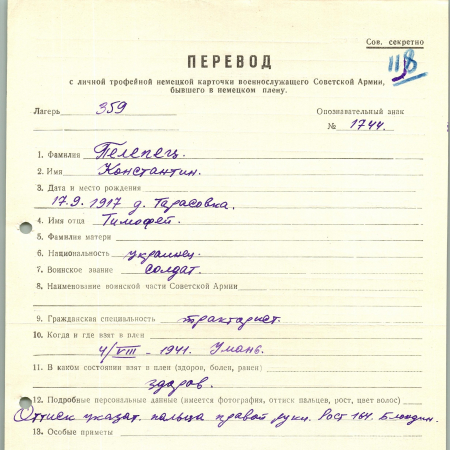 Сов. секретно
ПЕРЕВОД
118
с личной трофейной немецкой карточки военнослужащего Советской Армии,
бывшего в немецком плену.
Лагерь 359 Опознавательный знак
№ 1744.
1. Фамилия Пелепец.
2. Имя Константин.
3. Дата и место рождения
17.9.1917 д. Тарасовка.
4. Имя отца Тимофей.
5. Фамилия матери
6. Национальность украинец.
7. Воинское звание солдат.
8. Наименование воинской части Советской Армии
9. Гражданская специальность тракторист.
10. Когда и где взят в плен
4/VIII - 1941. Умань.
11. В каком состоянии взят в плен (здоров, болен, ранен)
здоров.
12. Подробные персональные данные (имеется фотография, оттиск пальцев, рост, цвет волос)
Оттиск указат. пальца правой руки. Рост 164. Блондин.
13. Особые приметы